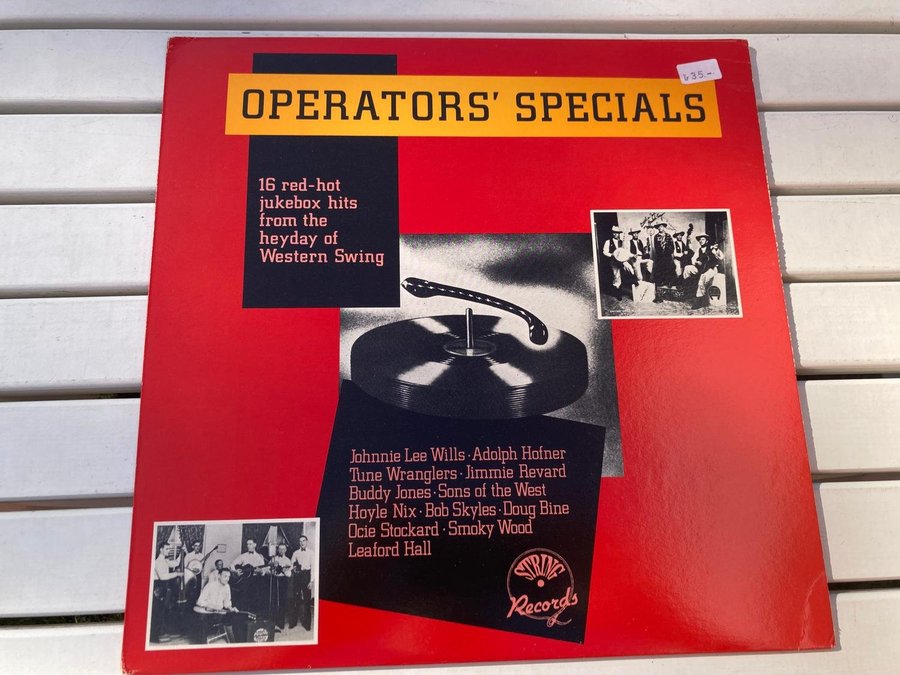 635.-
OPERATORS' SPECIALS
16 red-hot
jukebox hits
from the
heyday of
Western Swing
Johnnie Lee Wills · Adolph Hofner
Tune Wranglers · Jimmie Revard
Buddy Jones · Sons of the West
Hoyle Nix · Bob Skyles · Doug Bine
Ocie Stockard · Smoky Wood
Leaford Hall
STRING
Records